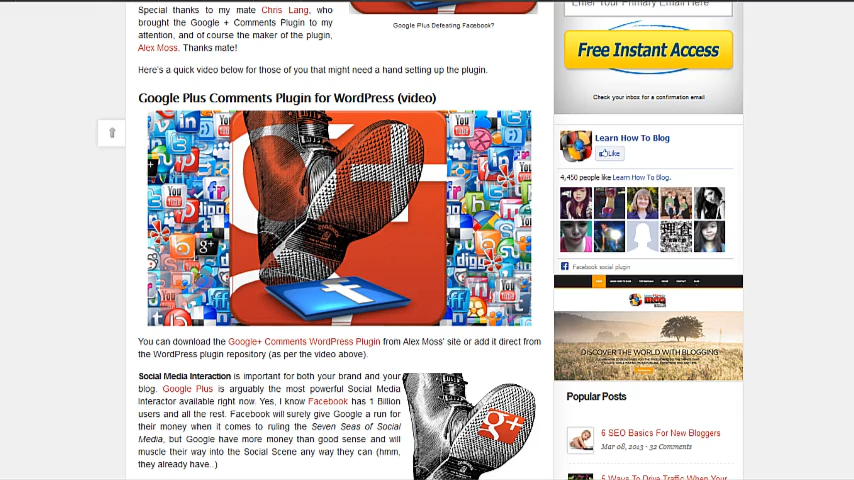 Special thanks to my mate Chris Lang, who
brought the Google + Comments Plugin to my
attention, and of course the maker of the plugin,
Alex Moss. Thanks mate!
Google Plus Defeating Facebook?
Here's a quick video below for those of you that might need a hand setting up the plugin.
Google Plus Comments Plugin for WordPress (video)
You can download the Google+ Comments WordPress Plugin from Alex Moss' site or add it direct from
the WordPress plugin repository (as per the video above).
Social Media Interaction is important for both your brand and your
blog. Google Plus is arguably the most powerful Social Media
Interactor available right now. Yes, I know Facebook has 1 Billion
users and all the rest. Facebook will surely give Google a run for
their money when it comes to ruling the Seven Seas of Social
Media, but Google have more money than good sense and will
muscle their way into the Social Scene any way they can (hmm,
they already have..)
g+
Enter Your Primary Email Here
Free Instant Access
Check your inbox for a confirmation email
Learn How To Blog
Like
4,450 people like Learn How To Blog.
Facebook social plugin
DISCOVER THE WORLD WITH BLOGGING
Popular Posts
6 SEO Basics For New Bloggers
Mar 08, 2013 - 32 Comments
5 Ways To Drive Traffic When Your